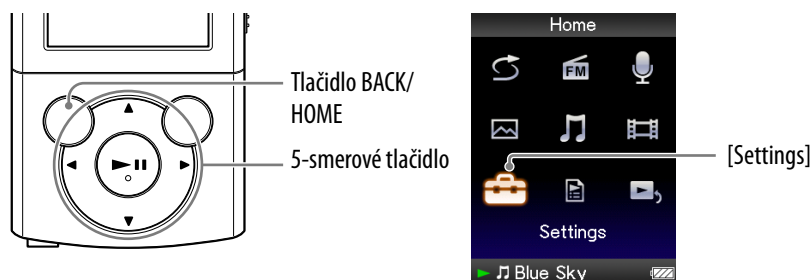 Tlačidlo BACK/
HOME
5-smerové tlačidlo
Home
FM
[Settings]
Settings
Blue Sky